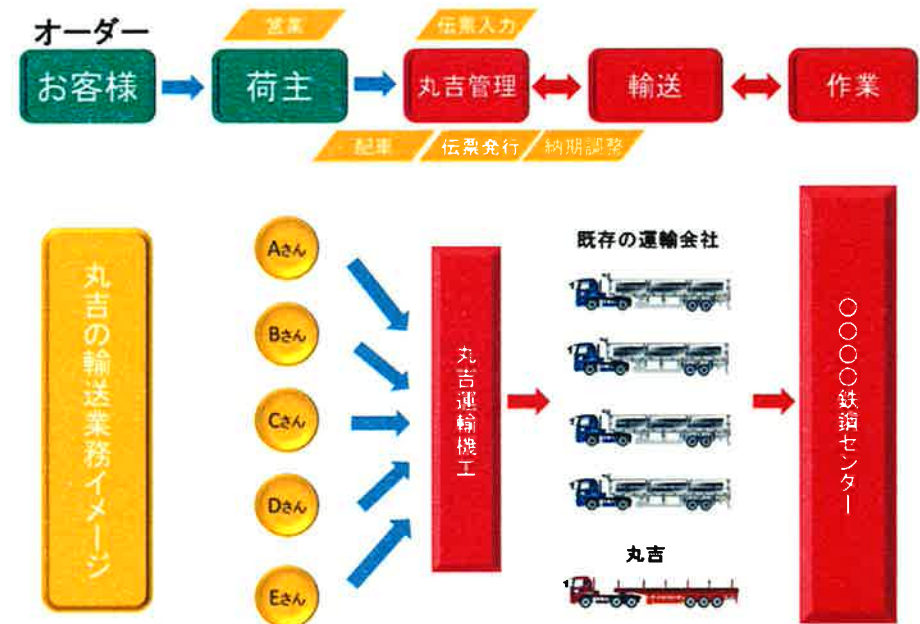 オーダー
営業
伝票入力
お客様
荷主
丸吉管理
輸送
作業
配車
伝票発行
納期調整
丸吉の輸送業務イメージ
Aさん
Bさん
Cさん
Dさん
Eさん
丸吉運輸機工
既存の運輸会社
丸吉
〇〇〇〇鉄鋼センター